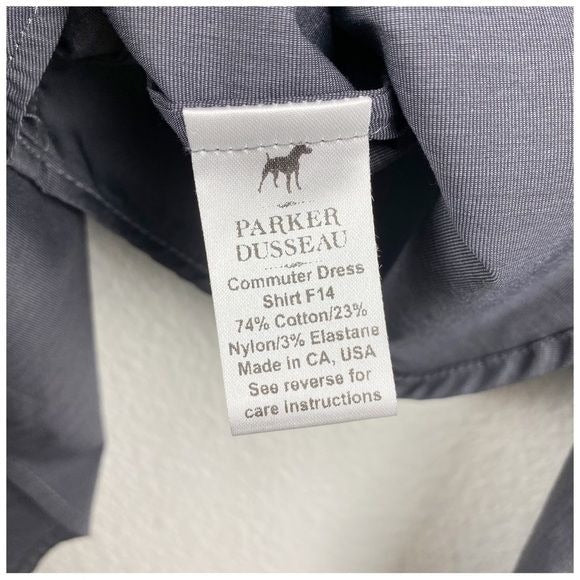 PARKER
DUSSEAU
Commuter Dress
Shirt F14
74% Cotton/23%
Nylon/3% Elastane
Made in CA, USA
See reverse for
care instructions